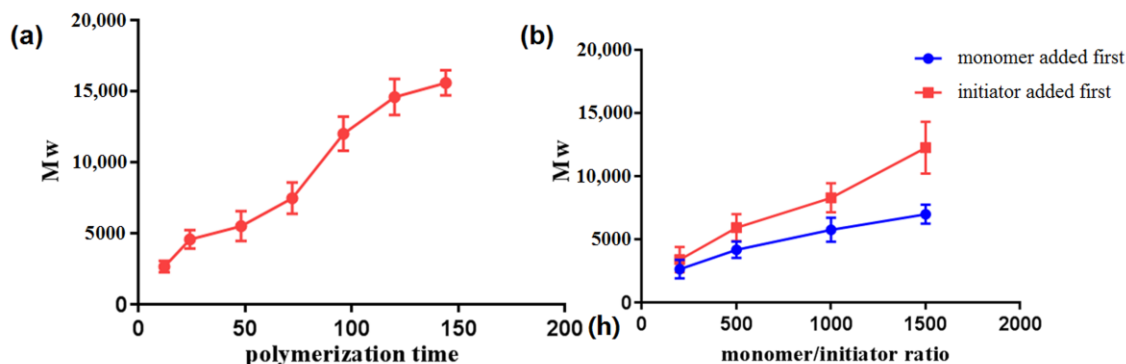 (a)
20,000
15,000
10,000
5000
0
Mw
0 50 100 150 200 (h)
polymerization time
(b)
20,000
15,000
10,000
5000
0
Mw
monomer added first
initiator added first
0 500 1000 1500 2000
monomer/initiator ratio